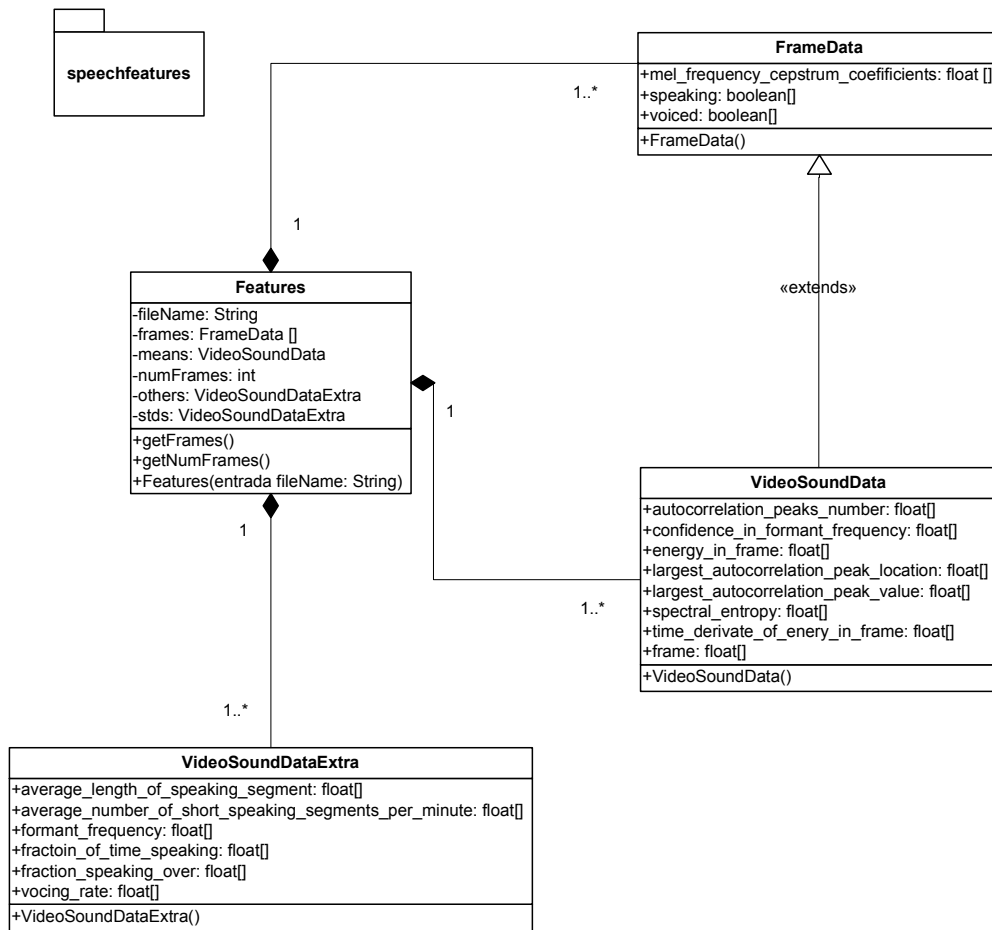 speechfeatures
FrameData
+mel_frequency_cepstrum_coefificients: float []
+speaking: boolean[]
+voiced: boolean[]
+FrameData()
1..*
1
«extends»
Features
-fileName: String
-frames: FrameData []
-means: VideoSoundData
-numFrames: int
-others: VideoSoundDataExtra
-stds: VideoSoundDataExtra
+getFrames()
+getNumFrames()
+Features(entrada fileName: String)
1
1
VideoSoundData
+autocorrelation_peaks_number: float[]
+confidence_in_formant_frequency: float[]
+energy_in_frame: float[]
+largest_autocorrelation_peak_location: float[]
+largest_autocorrelation_peak_value: float[]
+spectral_entropy: float[]
+time_derivate_of_enery_in_frame: float[]
+frame: float[]
+VideoSoundData()
1..*
1..*
VideoSoundDataExtra
+average_length_of_speaking_segment: float[]
+average_number_of_short_speaking_segments_per_minute: float[]
+formant_frequency: float[]
+fractoin_of_time_speaking: float[]
+fraction_speaking_over: float[]
+vocing_rate: float[]
+VideoSoundDataExtra()